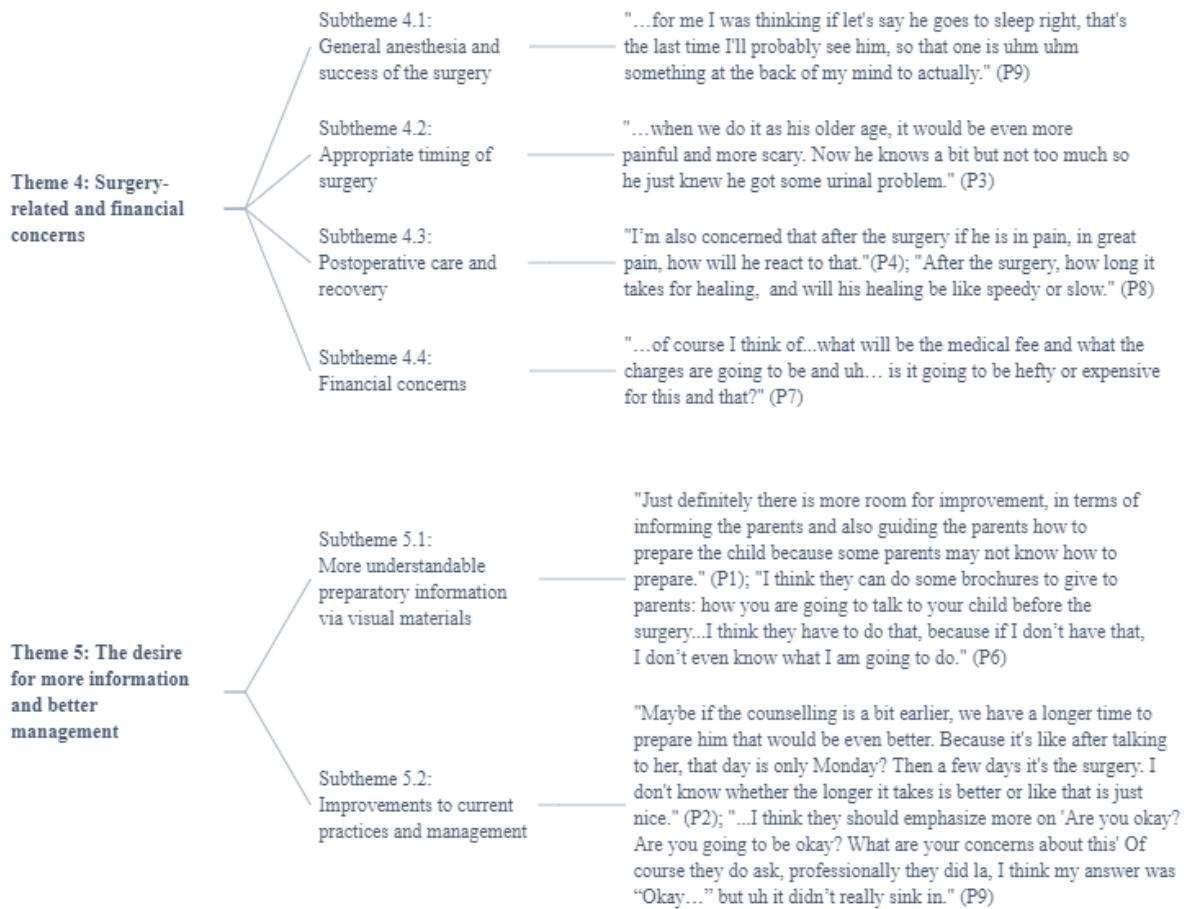 Theme 4: Surgery-
related and financial
concerns
Subtheme 4.1:
General anesthesia and
success of the surgery
"…for me I was thinking if let's say he goes to sleep right, that's
the last time I'll probably see him, so that one is uhm uhm
something at the back of my mind to actually." (P9)
Subtheme 4.2:
Appropriate timing of
surgery
"…when we do it as his older age, it would be even more
painful and more scary. Now he knows a bit but not too much so
he just knew he got some urinal problem." (P3)
Subtheme 4.3:
Postoperative care and
recovery
"I'm also concerned that after the surgery if he is in pain, in great
pain, how will he react to that."(P4); "After the surgery, how long it
takes for healing,  and will his healing be like speedy or slow." (P8)
Subtheme 4.4:
Financial concerns
"…of course I think of...what will be the medical fee and what the
charges are going to be and uh… is it going to be hefty or expensive
for this and that?" (P7)
Theme 5: The desire
for more information
and better
management
Subtheme 5.1:
More understandable
preparatory information
via visual materials
"Just definitely there is more room for improvement, in terms of
informing the parents and also guiding the parents how to
prepare the child because some parents may not know how to
prepare." (P1); "I think they can do some brochures to give to
parents: how you are going to talk to your child before the
surgery...I think they have to do that, because if I don't have that,
I don't even know what I am going to do." (P6)
Subtheme 5.2:
Improvements to current
practices and management
"Maybe if the counselling is a bit earlier, we have a longer time to
prepare him that would be even better. Because it's like after talking
to her, that day is only Monday? Then a few days it's the surgery. I
don't know whether the longer it takes is better or like that is just
nice." (P2); "...I think they should emphasize more on 'Are you okay?
Are you going to be okay? What are your concerns about this' Of
course they do ask, professionally they did la, I think my answer was
“Okay…” but uh it didn't really sink in." (P9)